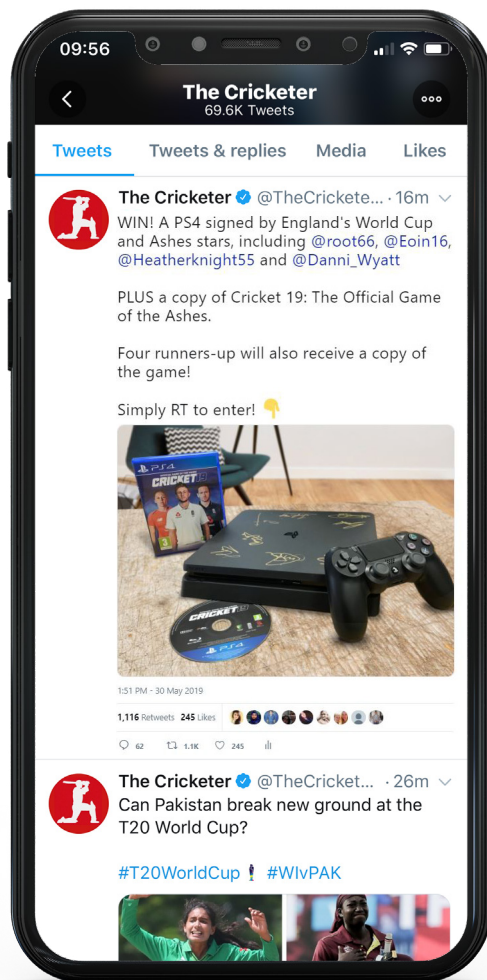 09:56
The Cricketer
69.6K Tweets
Tweets
Tweets & replies
Media
Likes
The Cricketer @TheCrickete... · 16m
WIN! A PS4 signed by England's World Cup
and Ashes stars, including @root66, @Eoin16,
@Heatherknight55 and @Danni_Wyatt
PLUS a copy of Cricket 19: The Official Game
of the Ashes.
Four runners-up will also receive a copy of
the game!
Simply RT to enter! 👇
PS4
CRICKET 19
3
CRICKET 19
PS4
1:51 PM - 30 May 2019
1,116 Retweets 245 Likes
62 1.1K 245
The Cricketer @TheCricket... · 26m
Can Pakistan break new ground at the
T20 World Cup?
#T20WorldCup #WIvPAK